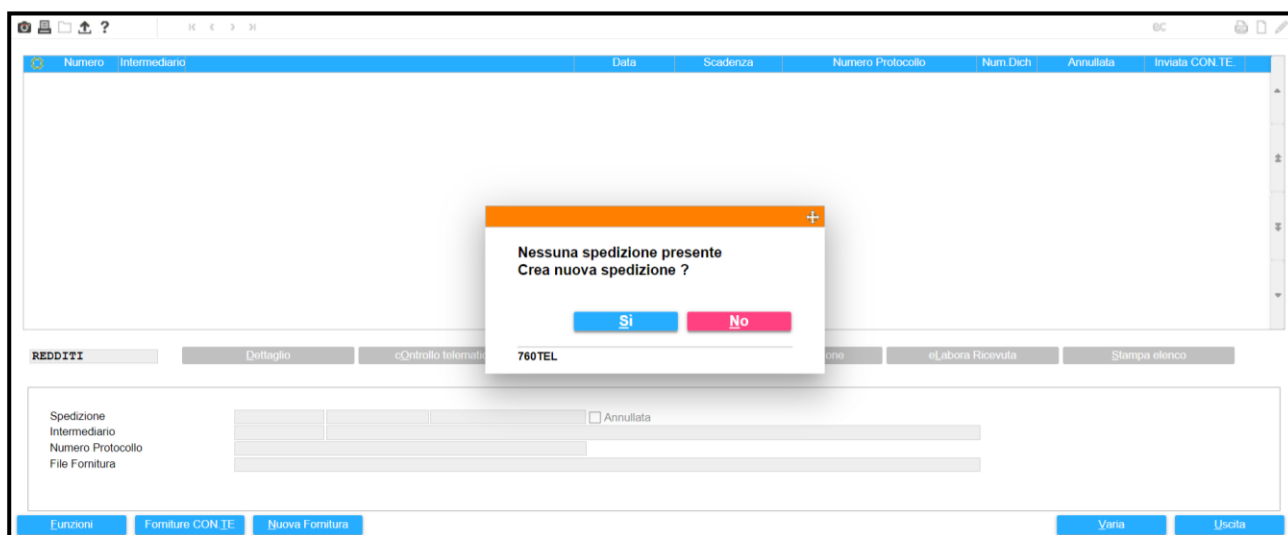 ?
ec
Numero Intermediario Data Scadenza Numero Protocollo Num.Dich Annullata Inviata CON.TE.
Nessuna spedizione presente
Crea nuova spedizione ?
Sì No
760TEL
REDDITI Dettaglio cOntrollo eLabora Ricevuta Stampa elenco
Spedizione Annullata
Intermediario
Numero Protocollo
File Fornitura
Funzioni Forniture CON.TE Nuova Fornitura Varia Uscita